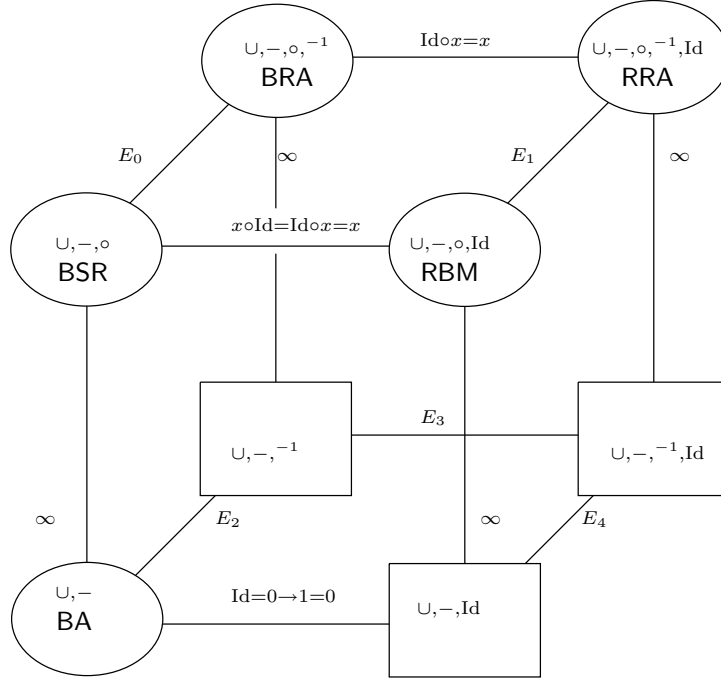 ∪,−,∘,⁻¹
BRA
Id∘x=x
∪,−,∘,⁻¹,Id
RRA
E₀
∞
E₁
∞
∪,−,∘
BSR
x∘Id=Id∘x=x
∪,−,∘,Id
RBM
E₃
∪,−,⁻¹
∪,−,⁻¹,Id
∞
E₂
∞
E₄
∪,−
BA
Id=0→1=0
∪,−,Id